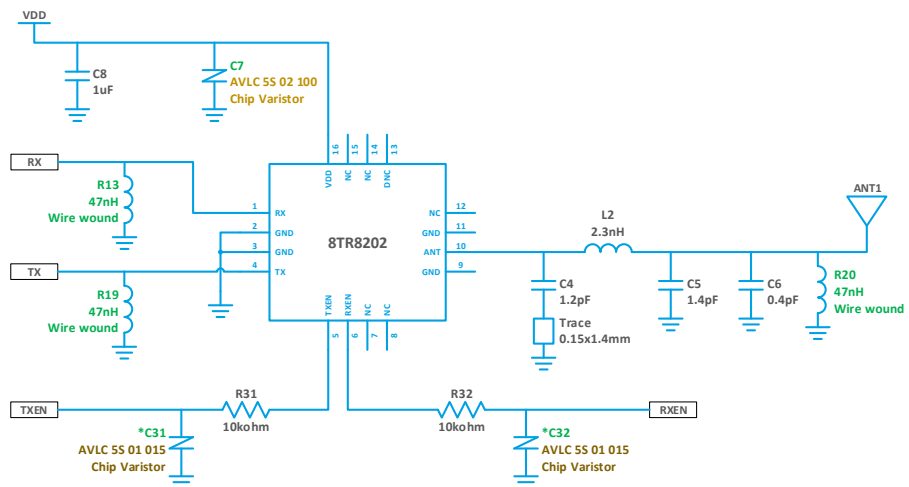 VDD
C8
1uF
C7
AVLC 5S 02 100
Chip Varistor
RX
R13
47nH
Wire wound
TX
R19
47nH
Wire wound
16
15
14
13
VDD
NC
NC
DNC
1
RX
2
GND
3
GND
4
TX
8TR8202
NC
12
GND
11
ANT
10
GND
9
TXEN
RXEN
NC
NC
5
6
7
8
L2
2.3nH
ANT1
C4
1.2pF
Trace
0.15x1.4mm
C5
1.4pF
C6
0.4pF
R20
47nH
Wire wound
TXEN
R31
10kohm
*C31
AVLC 5S 01 015
Chip Varistor
R32
10kohm
RXEN
*C32
AVLC 5S 01 015
Chip Varistor